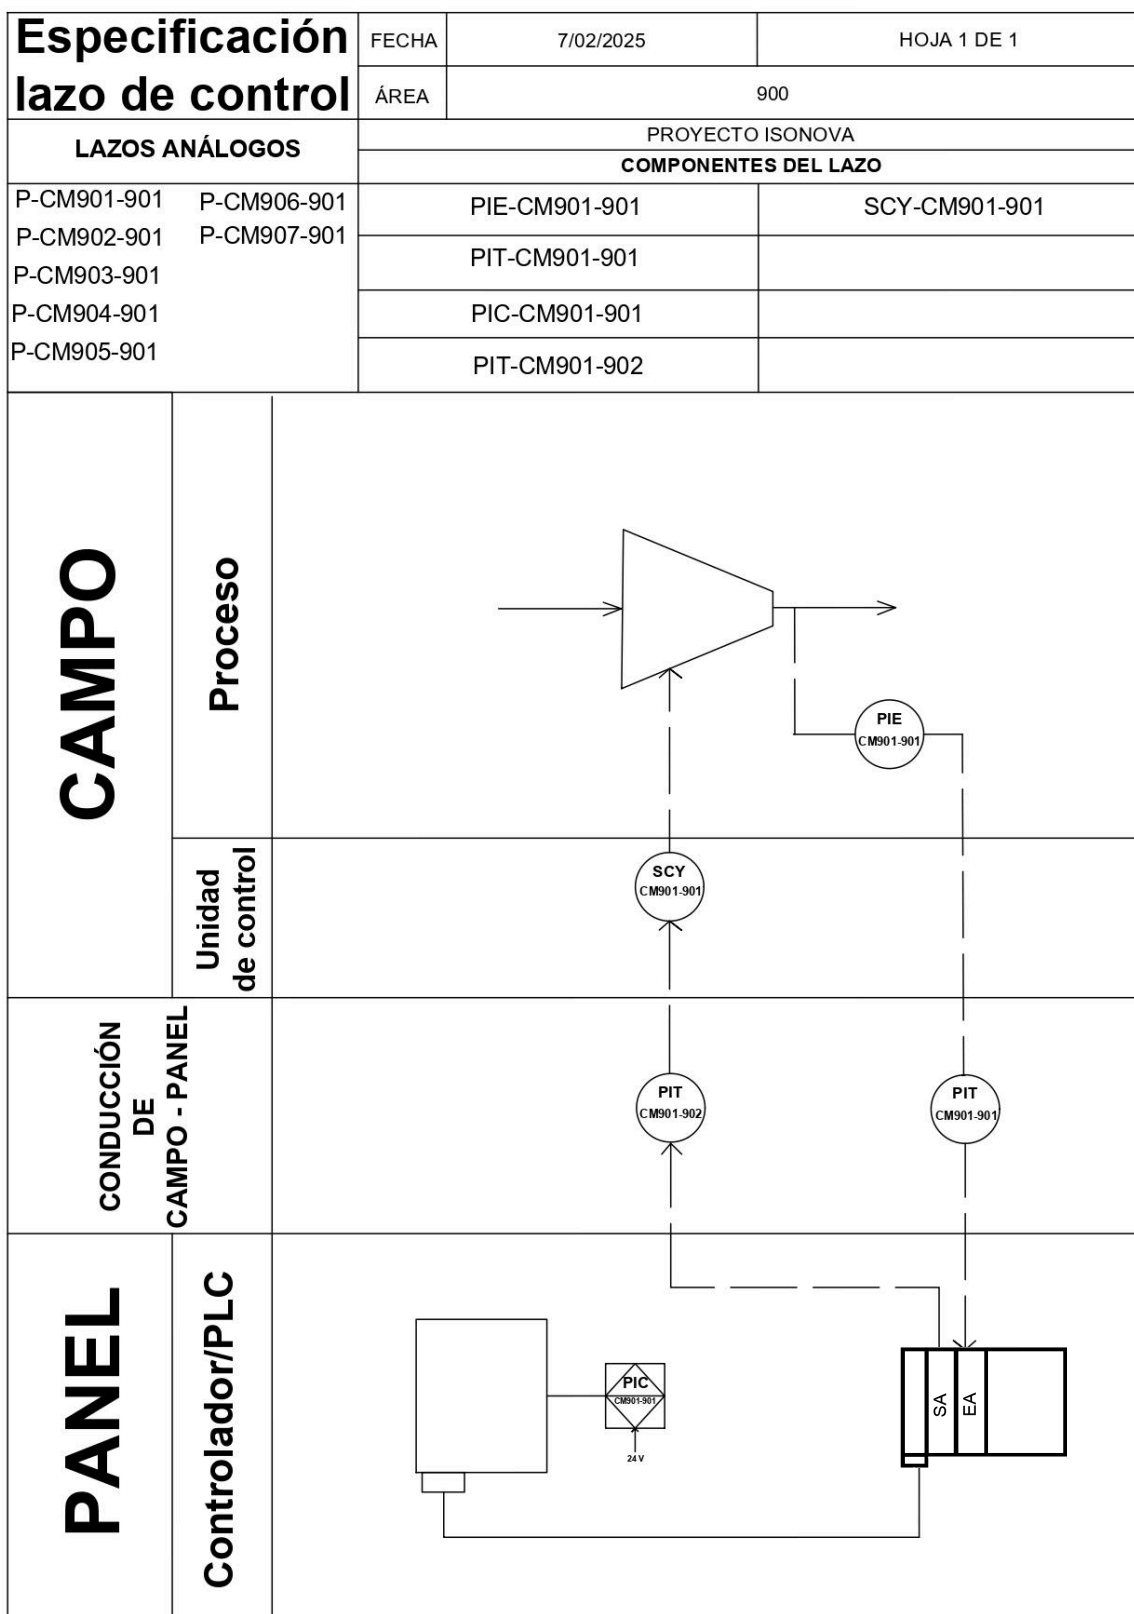 Especificación
lazo de control
FECHA
7/02/2025
HOJA 1 DE 1
ÁREA
900
LAZOS ANÁLOGOS
PROYECTO ISONOVA
COMPONENTES DEL LAZO
P-CM901-901
P-CM906-901
P-CM902-901
P-CM907-901
P-CM903-901
P-CM904-901
P-CM905-901
PIE-CM901-901
SCY-CM901-901
PIT-CM901-901
PIC-CM901-901
PIT-CM901-902
CAMPO
Proceso
PIE
CM901-901
Unidad
de control
SCY
CM901-901
CONDUCCIÓN
DE
CAMPO - PANEL
PIT
CM901-902
PIT
CM901-901
PANEL
Controlador/PLC
PIC
CM901-901
24 V
SA
EA